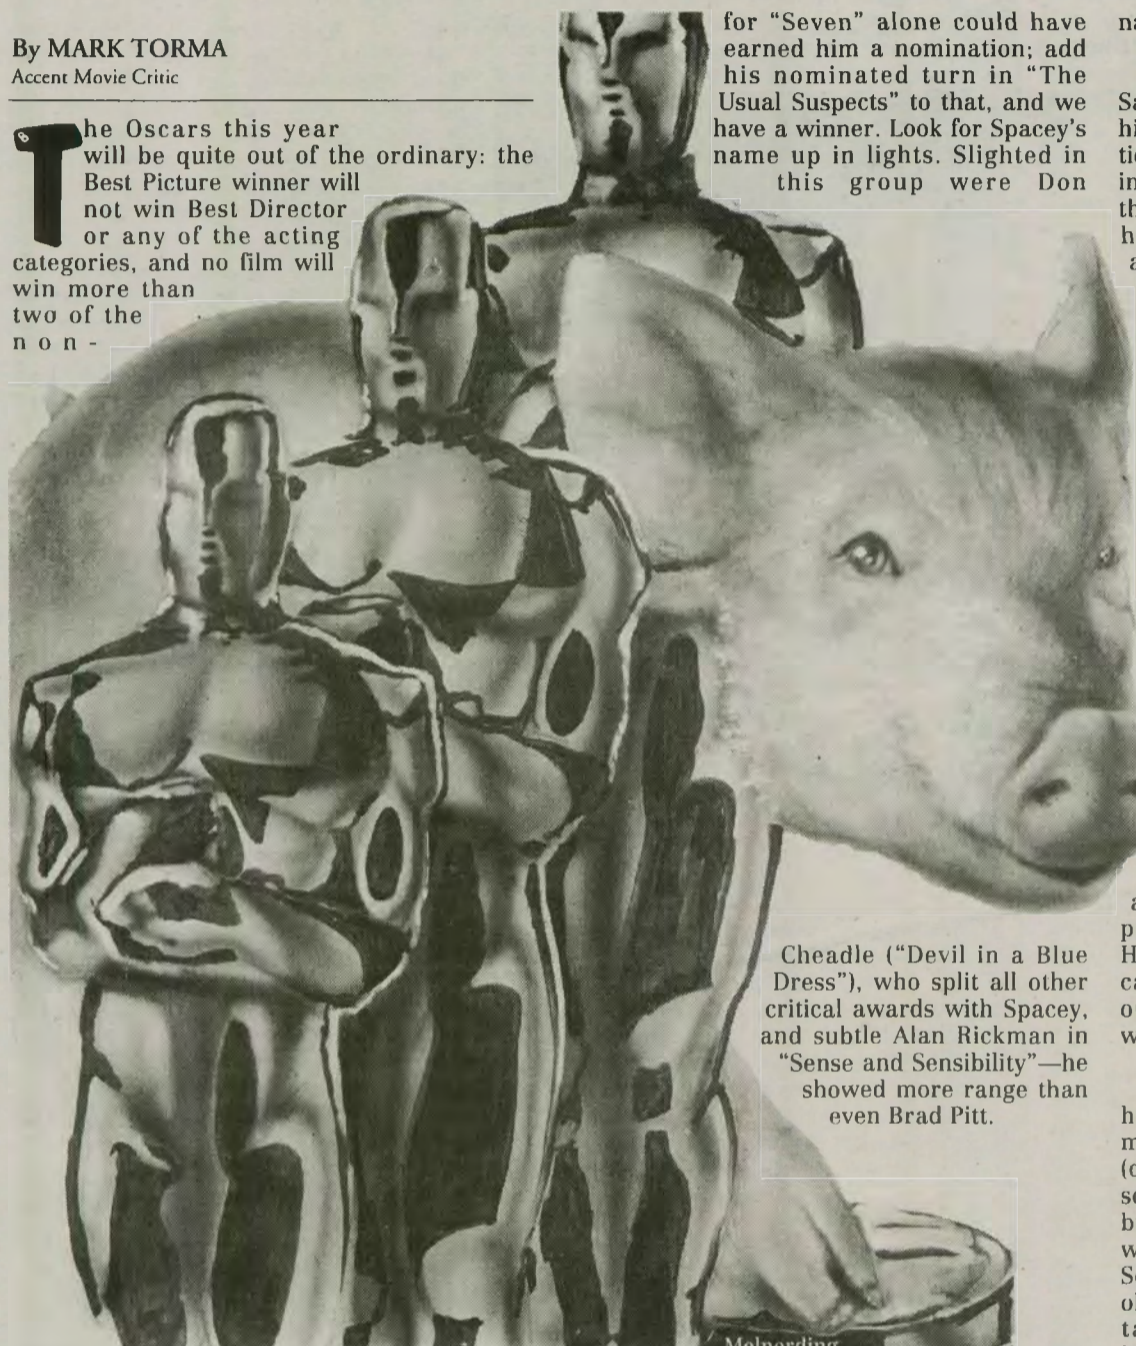 By MARK TORMA
Accent Movie Critic
The Oscars this year
will be quite out of the ordinary: the
Best Picture winner will
not win Best Director
or any of the acting
categories, and no film will
win more than
two of the
non-
for “Seven” alone could have
earned him a nomination; add
his nominated turn in “The
Usual Suspects” to that, and we
have a winner. Look for Spacey's
name up in lights. Slighted in
this group were Don
Cheadle (“Devil in a Blue
Dress”), who split all other
critical awards with Spacey,
and subtle Alan Rickman in
“Sense and Sensibility”—he
showed more range than
even Brad Pitt.